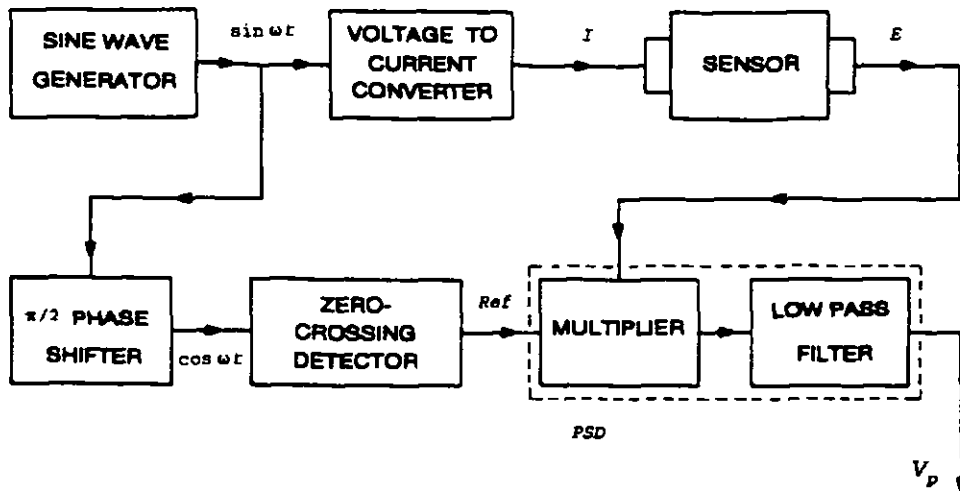 SINE WAVE
GENERATOR
sin ωt
VOLTAGE TO
CURRENT
CONVERTER
I
SENSOR
E
π/2 PHASE
SHIFTER
cos ωt
ZERO-
CROSSING
DETECTOR
Ref
MULTIPLIER
LOW PASS
FILTER
PSD
V_p